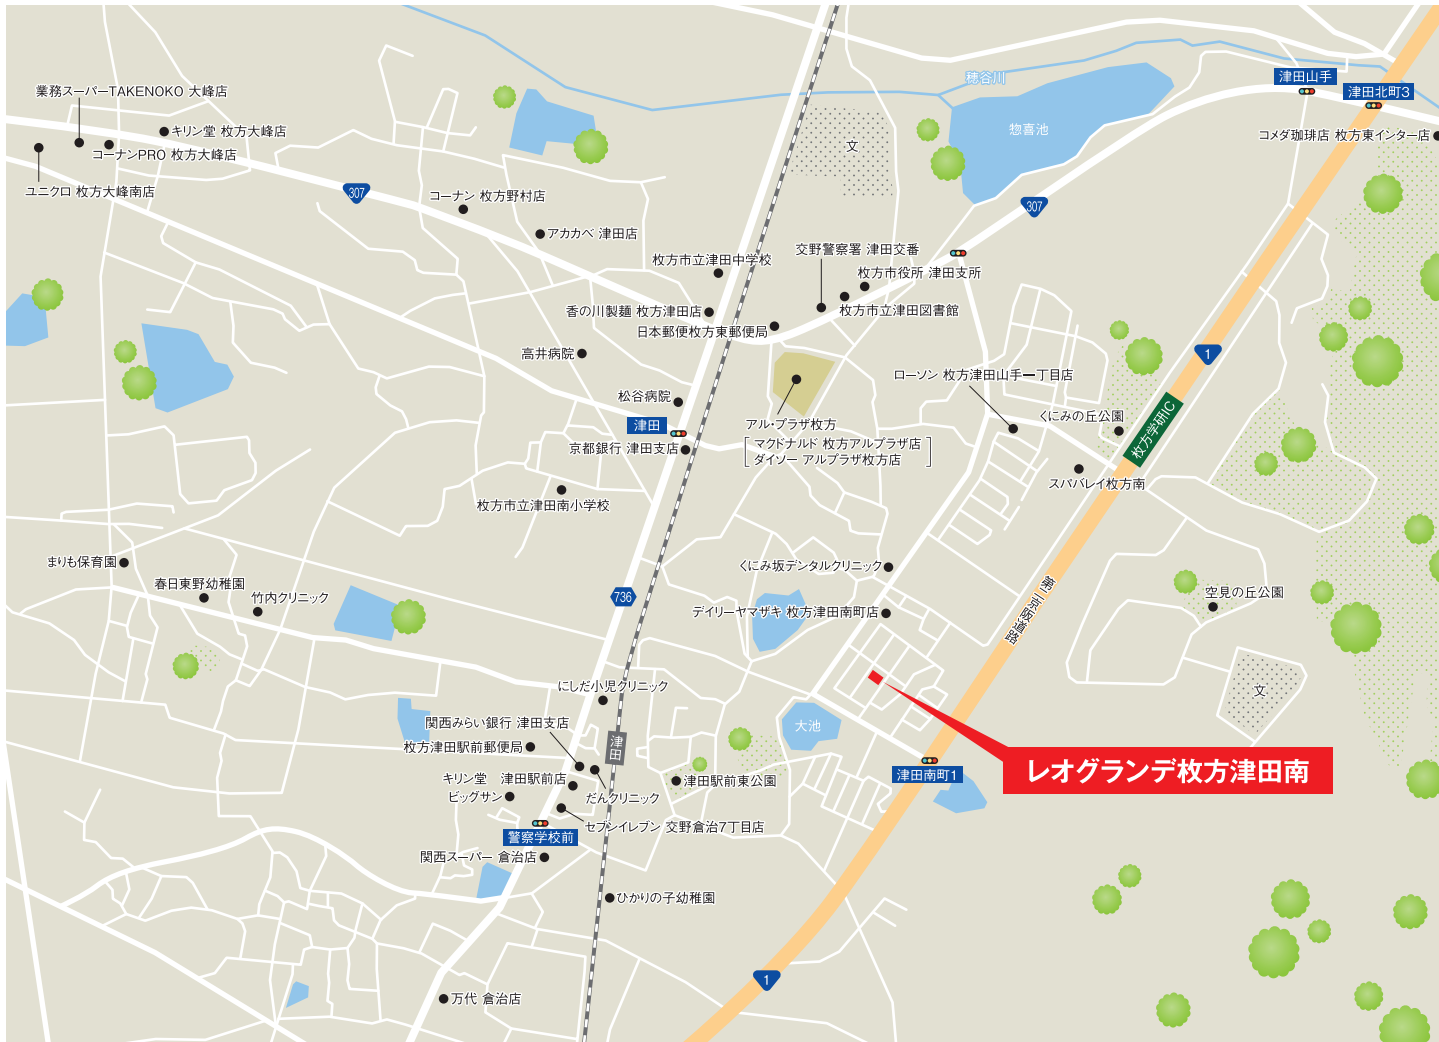 穂谷川
津田山手
津田北町3
業務スーパーTAKENOKO 大峰店
キリン堂 枚方大峰店
惣喜池
コメダ珈琲店 枚方東インター店
文
コーナンPRO 枚方大峰店
ユニクロ 枚方大峰南店
307
コーナン 枚方野村店
307
アカカベ 津田店
交野警察署 津田交番
枚方市立津田中学校
枚方市役所 津田支所
香の川製麺 枚方津田店
枚方市立津田図書館
日本郵便枚方東郵便局
高井病院
1
ローソン 枚方津田山手一丁目店
松谷病院
くにみの丘公園
津田
アル・プラザ枚方
枚方学研IC
マクドナルド 枚方アルプラザ店
ダイソー アルプラザ枚方店
京都銀行 津田支店
スババレイ枚方南
枚方市立津田南小学校
まりも保育園
くにみ坂デンタルクリニック
春日東野幼稚園
空見の丘公園
竹内クリニック
736
第二京阪道路
デイリーヤマザキ 枚方津田南町店
にしだ小児クリニック
文
関西みらい銀行 津田支店
大池
枚方津田駅前郵便局
津田
レオグランデ枚方津田南
津田南町1
キリン堂　津田駅前店
津田駅前東公園
ビッグサン
だんクリニック
セブンイレブン 交野倉治7丁目店
警察学校前
関西スーパー 倉治店
ひかりの子幼稚園
1
万代 倉治店